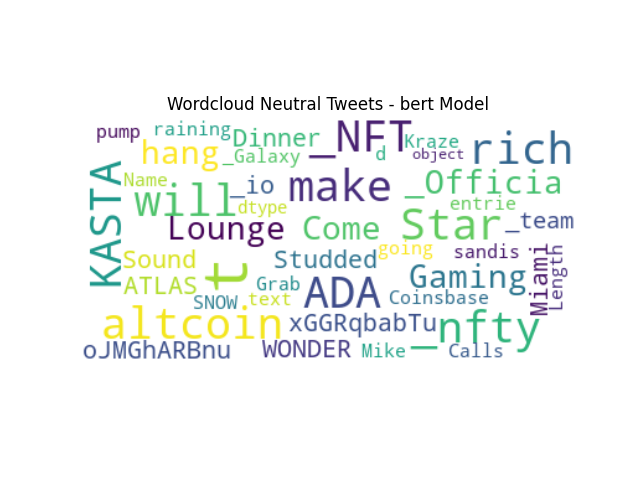 Wordcloud Neutral Tweets - bert Model
pump
raining
Dinner
_NFT
Kraze
rich
hang
_Galaxy
d
object
KASTA
Name
will
_io
make
_Officia
dtype
entrie
Lounge
Come
Star
_team
Sound
t
Studded
going
sandis
Miami
Length
ATLAS
Grab
ADA
Gaming
SNOW
text
Coinsbase
altcoin
xGGRqbabTu
_nfty
oJMGhARBnu
WONDER
Mike
Calls